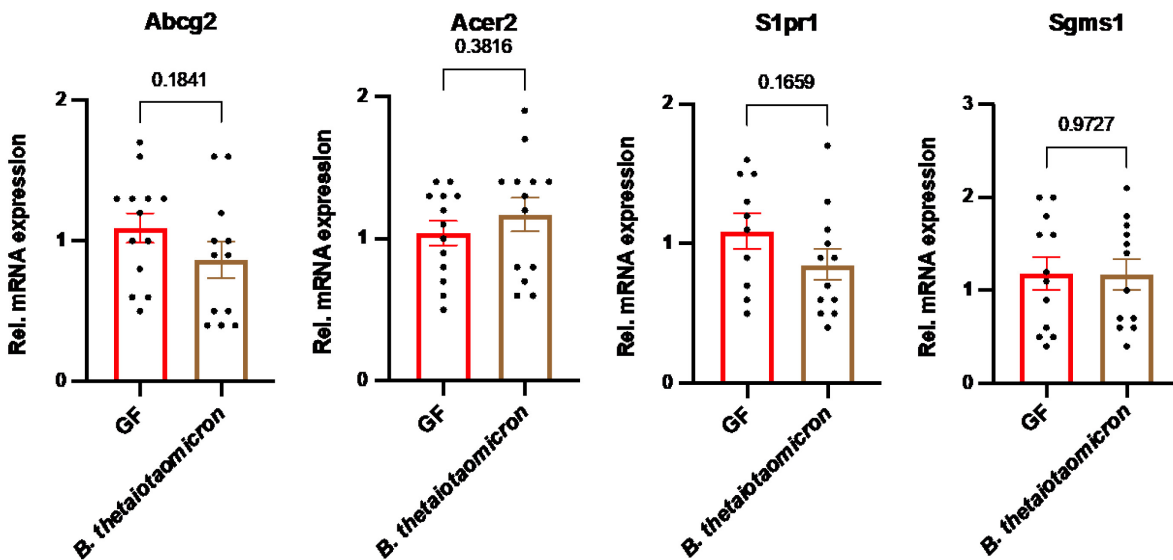 Abcg2
0.1841
Rel. mRNA expression
2
1
0
GF
B. thetaiotaomicron
Acer2
0.3816
Rel. mRNA expression
2
1
0
GF
B. thetaiotaomicron
S1pr1
0.1659
Rel. mRNA expression
2
1
0
GF
B. thetaiotaomicron
Sgms1
0.9727
Rel. mRNA expression
3
2
1
0
GF
B. thetaiotaomicron